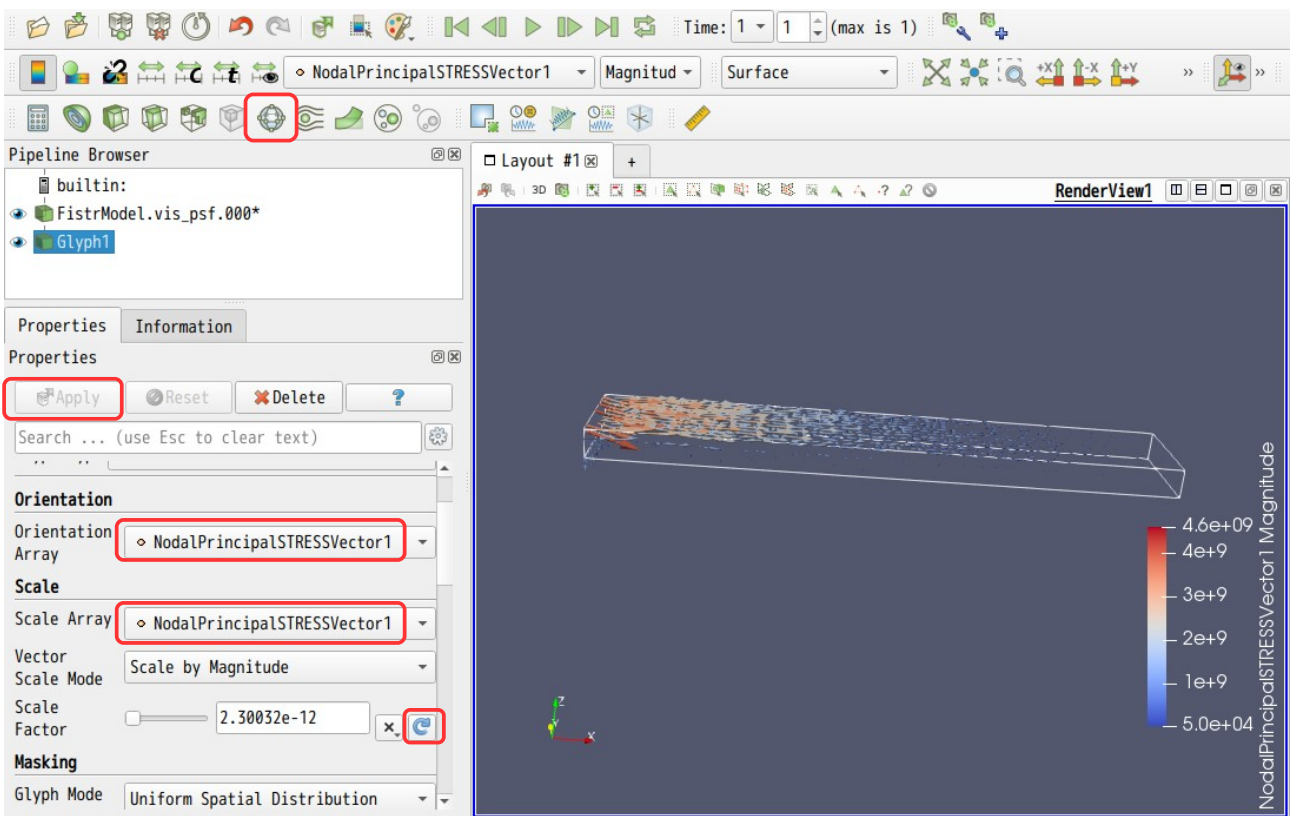 Time: 1 1 (max is 1)
NodalPrincipalSTRESSVector1 Magnitud Surface +X -X +Y »  »
Pipeline Browser
Layout #1 +
builtin:
3D ? ? RenderView1
FistrModel.vis_psf.000*
Glyph1
Properties Information
Properties
Apply Reset Delete ?
Search ... (use Esc to clear text)
Orientation
Orientation Array NodalPrincipalSTRESSVector1
Scale
Scale Array NodalPrincipalSTRESSVector1
Vector Scale Mode Scale by Magnitude
Scale Factor 2.30032e-12
Masking
Glyph Mode Uniform Spatial Distribution
Z
Y
X
4.6e+09
4e+9
3e+9
2e+9
1e+9
5.0e+04
NodalPrincipalSTRESSVector1 Magnitude